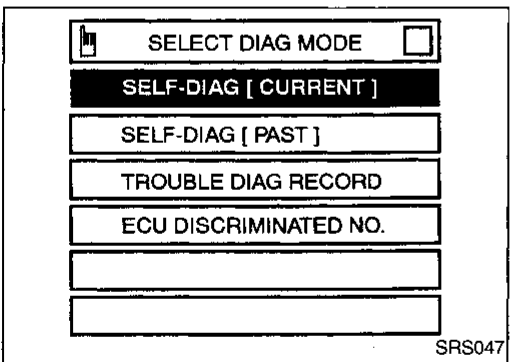 SELECT DIAG MODE
SELF-DIAG [ CURRENT ]
SELF-DIAG [ PAST ]
TROUBLE DIAG RECORD
ECU DISCRIMINATED NO.
SRS047